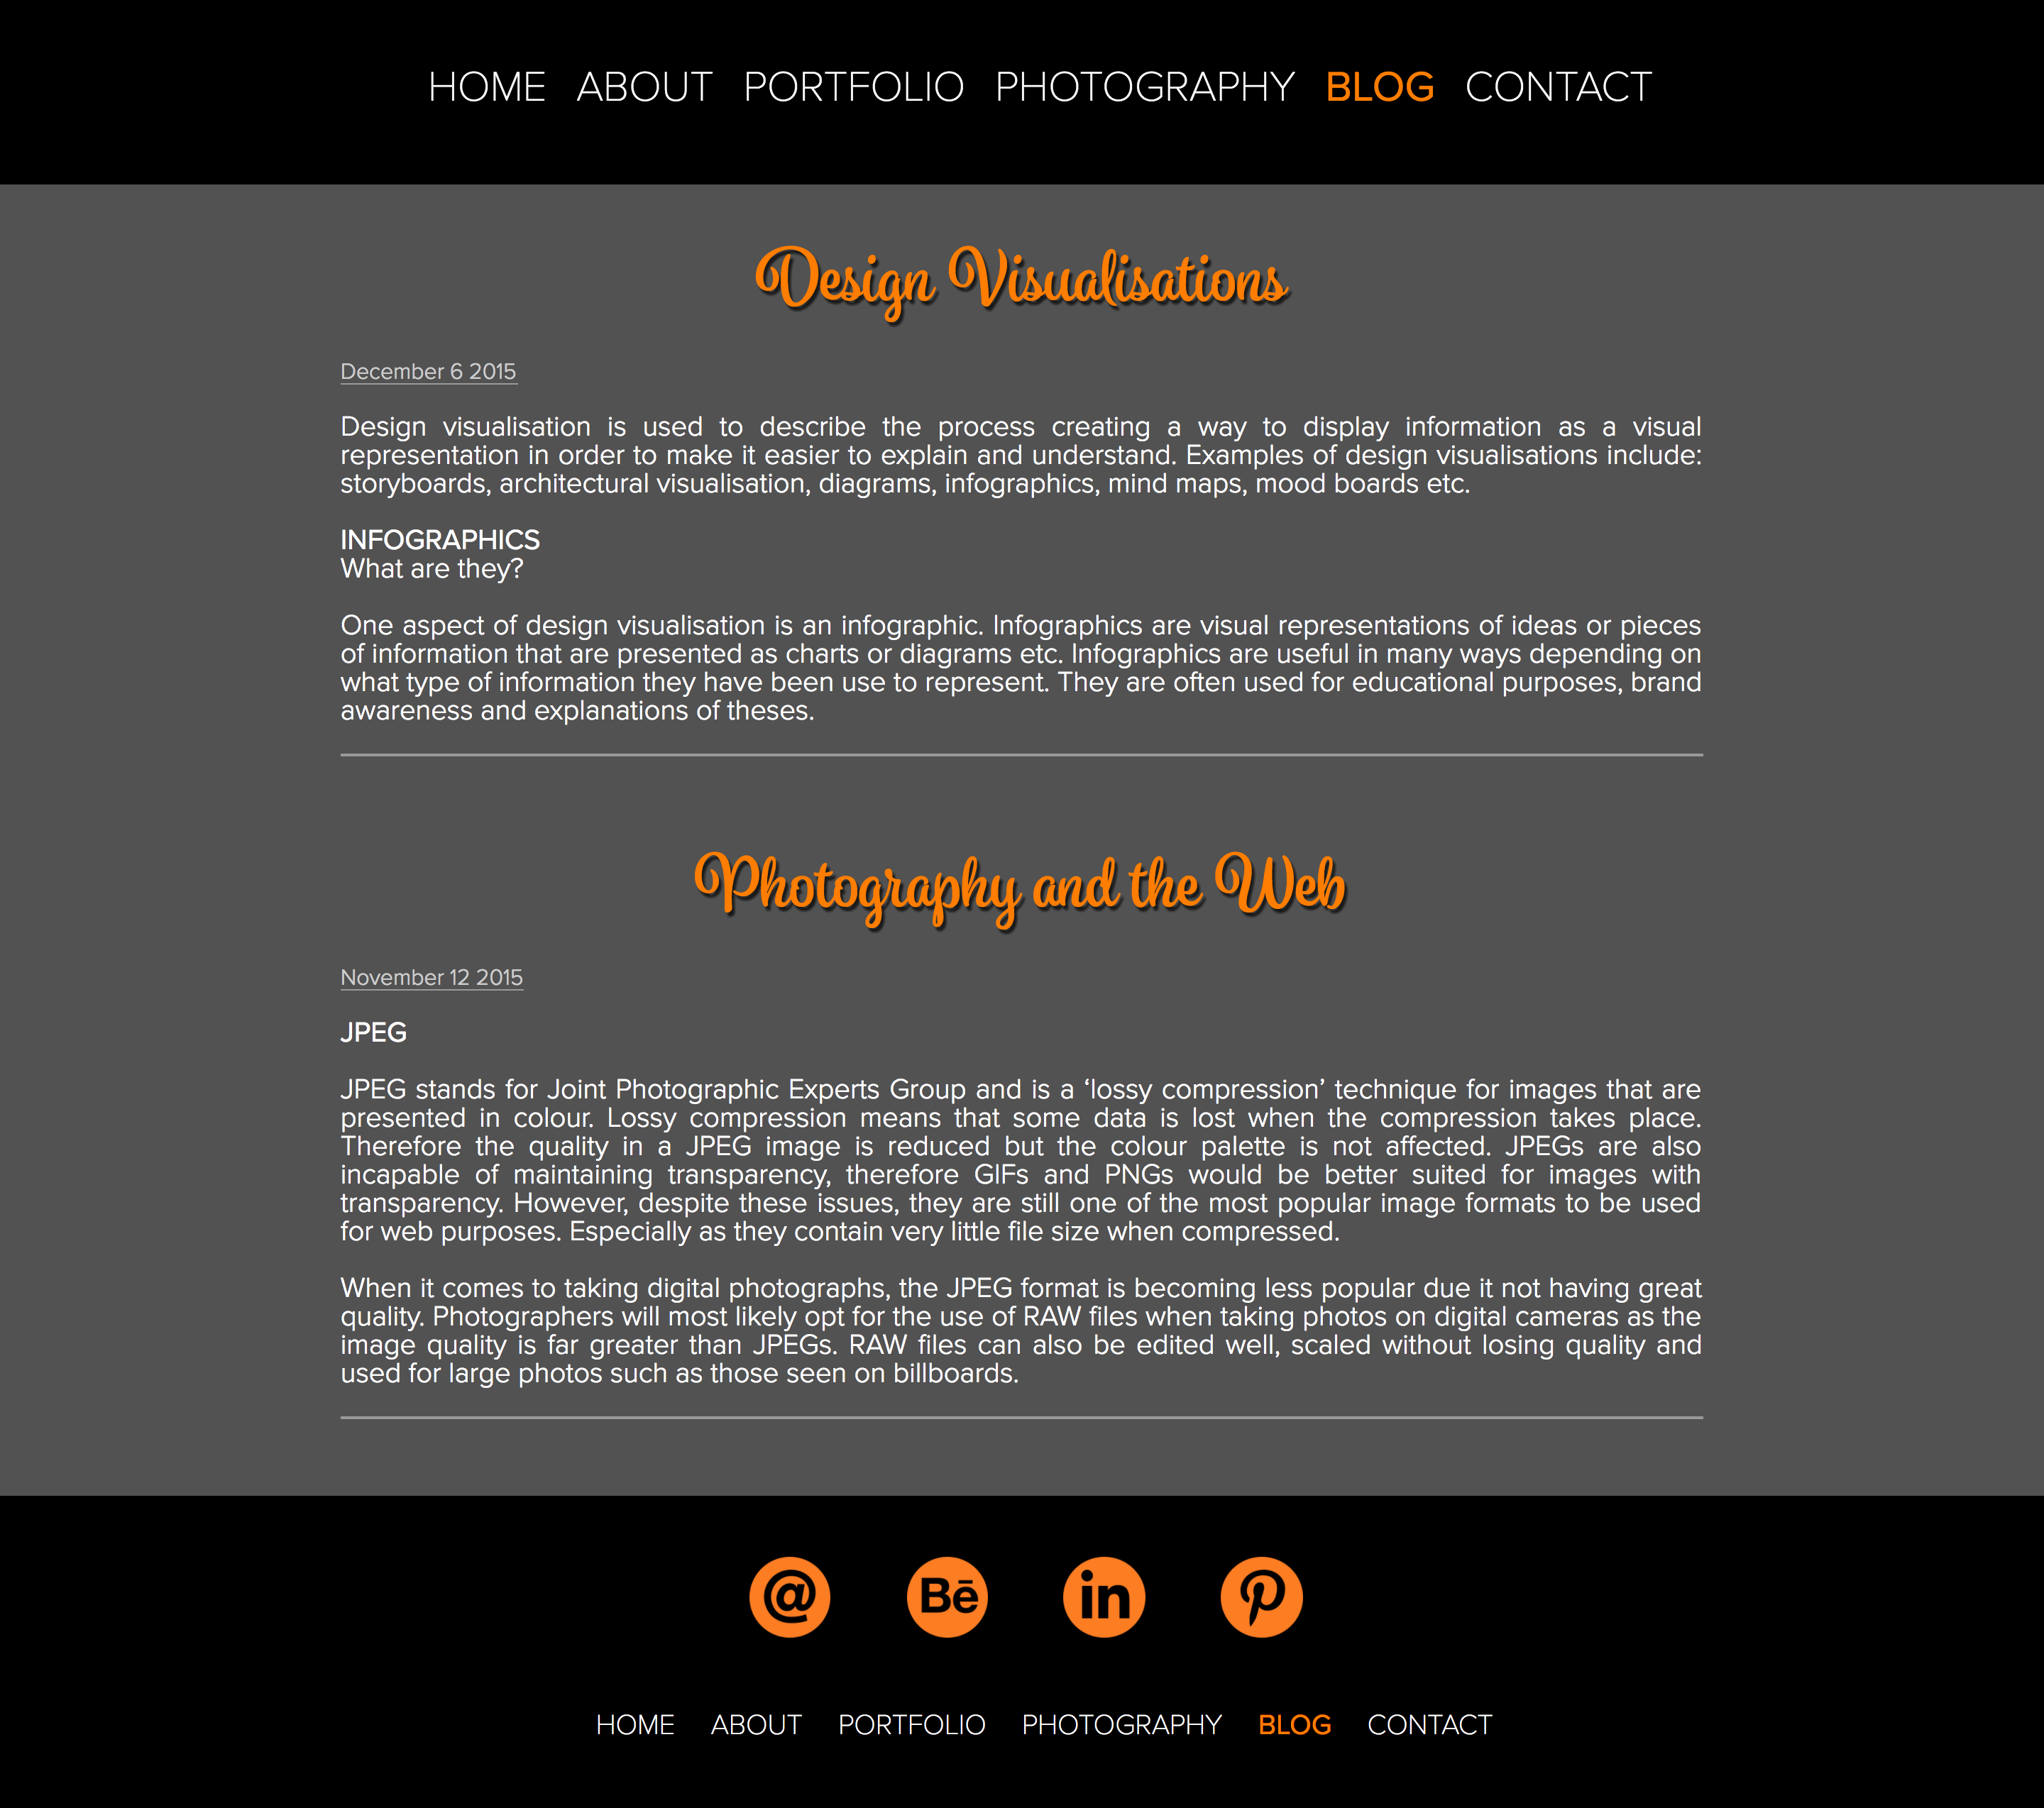 HOME ABOUT PORTFOLIO PHOTOGRAPHY BLOG CONTACT
Design Visualisations
December 6 2015
Design visualisation is used to describe the process creating a way to display information as a visual
representation in order to make it easier to explain and understand. Examples of design visualisations include:
storyboards, architectural visualisation, diagrams, infographics, mind maps, mood boards etc.
INFOGRAPHICS
What are they?
One aspect of design visualisation is an infographic. Infographics are visual representations of ideas or pieces
of information that are presented as charts or diagrams etc. Infographics are useful in many ways depending on
what type of information they have been use to represent. They are often used for educational purposes, brand
awareness and explanations of theses.
Photography and the Web
November 12 2015
JPEG
JPEG stands for Joint Photographic Experts Group and is a ‘lossy compression’ technique for images that are
presented in colour. Lossy compression means that some data is lost when the compression takes place.
Therefore the quality in a JPEG image is reduced but the colour palette is not affected. JPEGs are also
incapable of maintaining transparency, therefore GIFs and PNGs would be better suited for images with
transparency. However, despite these issues, they are still one of the most popular image formats to be used
for web purposes. Especially as they contain very little file size when compressed.
When it comes to taking digital photographs, the JPEG format is becoming less popular due it not having great
quality. Photographers will most likely opt for the use of RAW files when taking photos on digital cameras as the
image quality is far greater than JPEGs. RAW files can also be edited well, scaled without losing quality and
used for large photos such as those seen on billboards.
@ Bē in P
HOME ABOUT PORTFOLIO PHOTOGRAPHY BLOG CONTACT